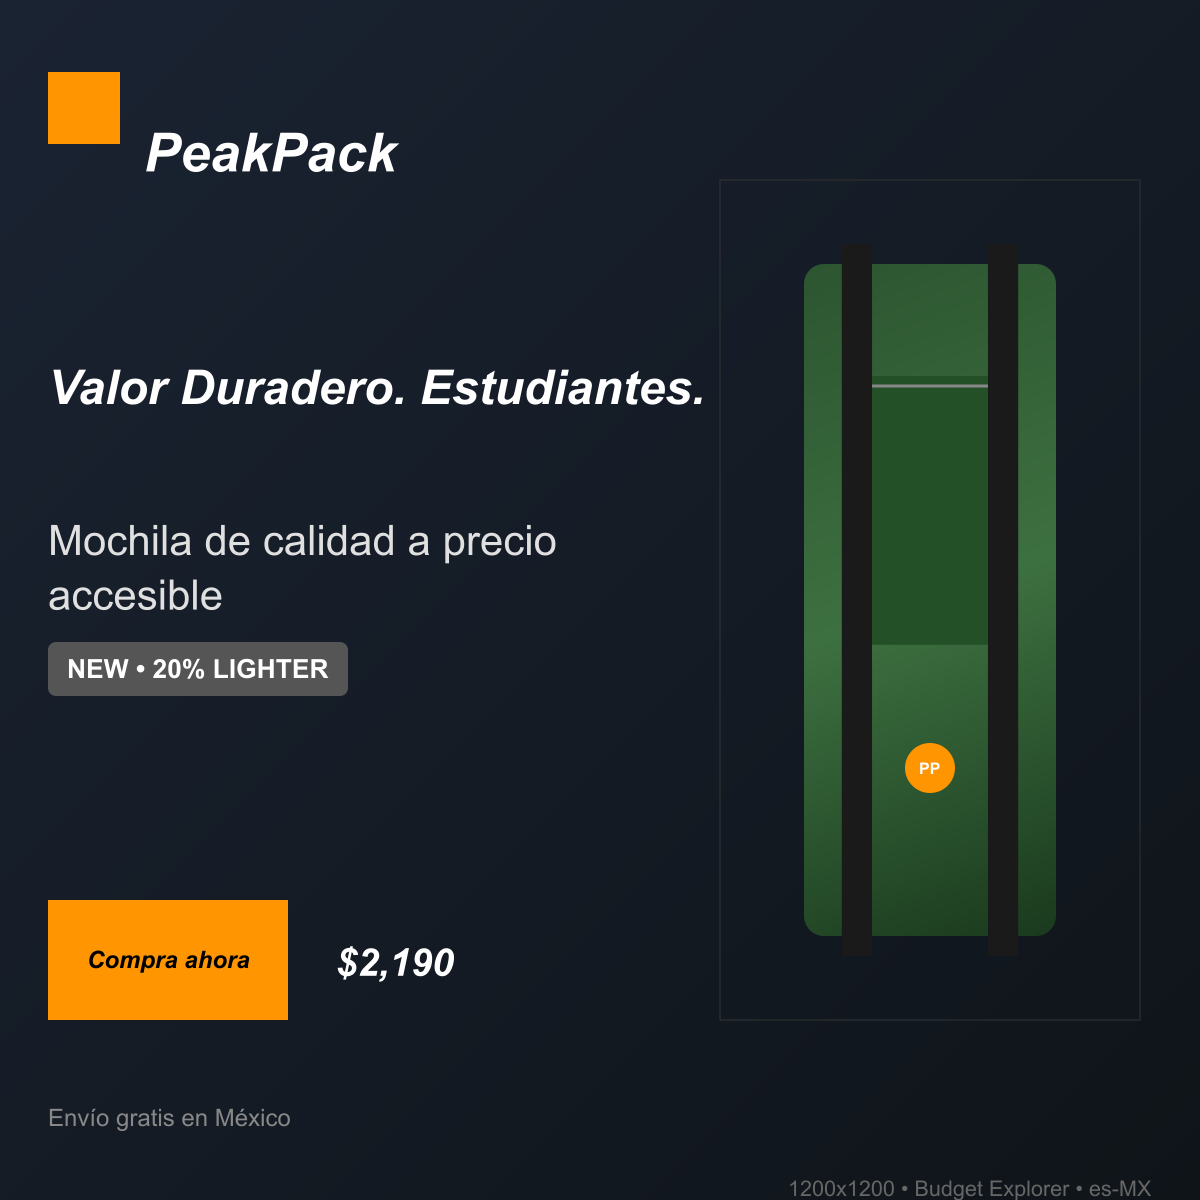 PeakPack
Valor Duradero. Estudiantes.
Mochila de calidad a precio
accesible
NEW • 20% LIGHTER
PP
Compra ahora
$2,190
Envío gratis en México
1200x1200 • Budget Explorer • es-MX